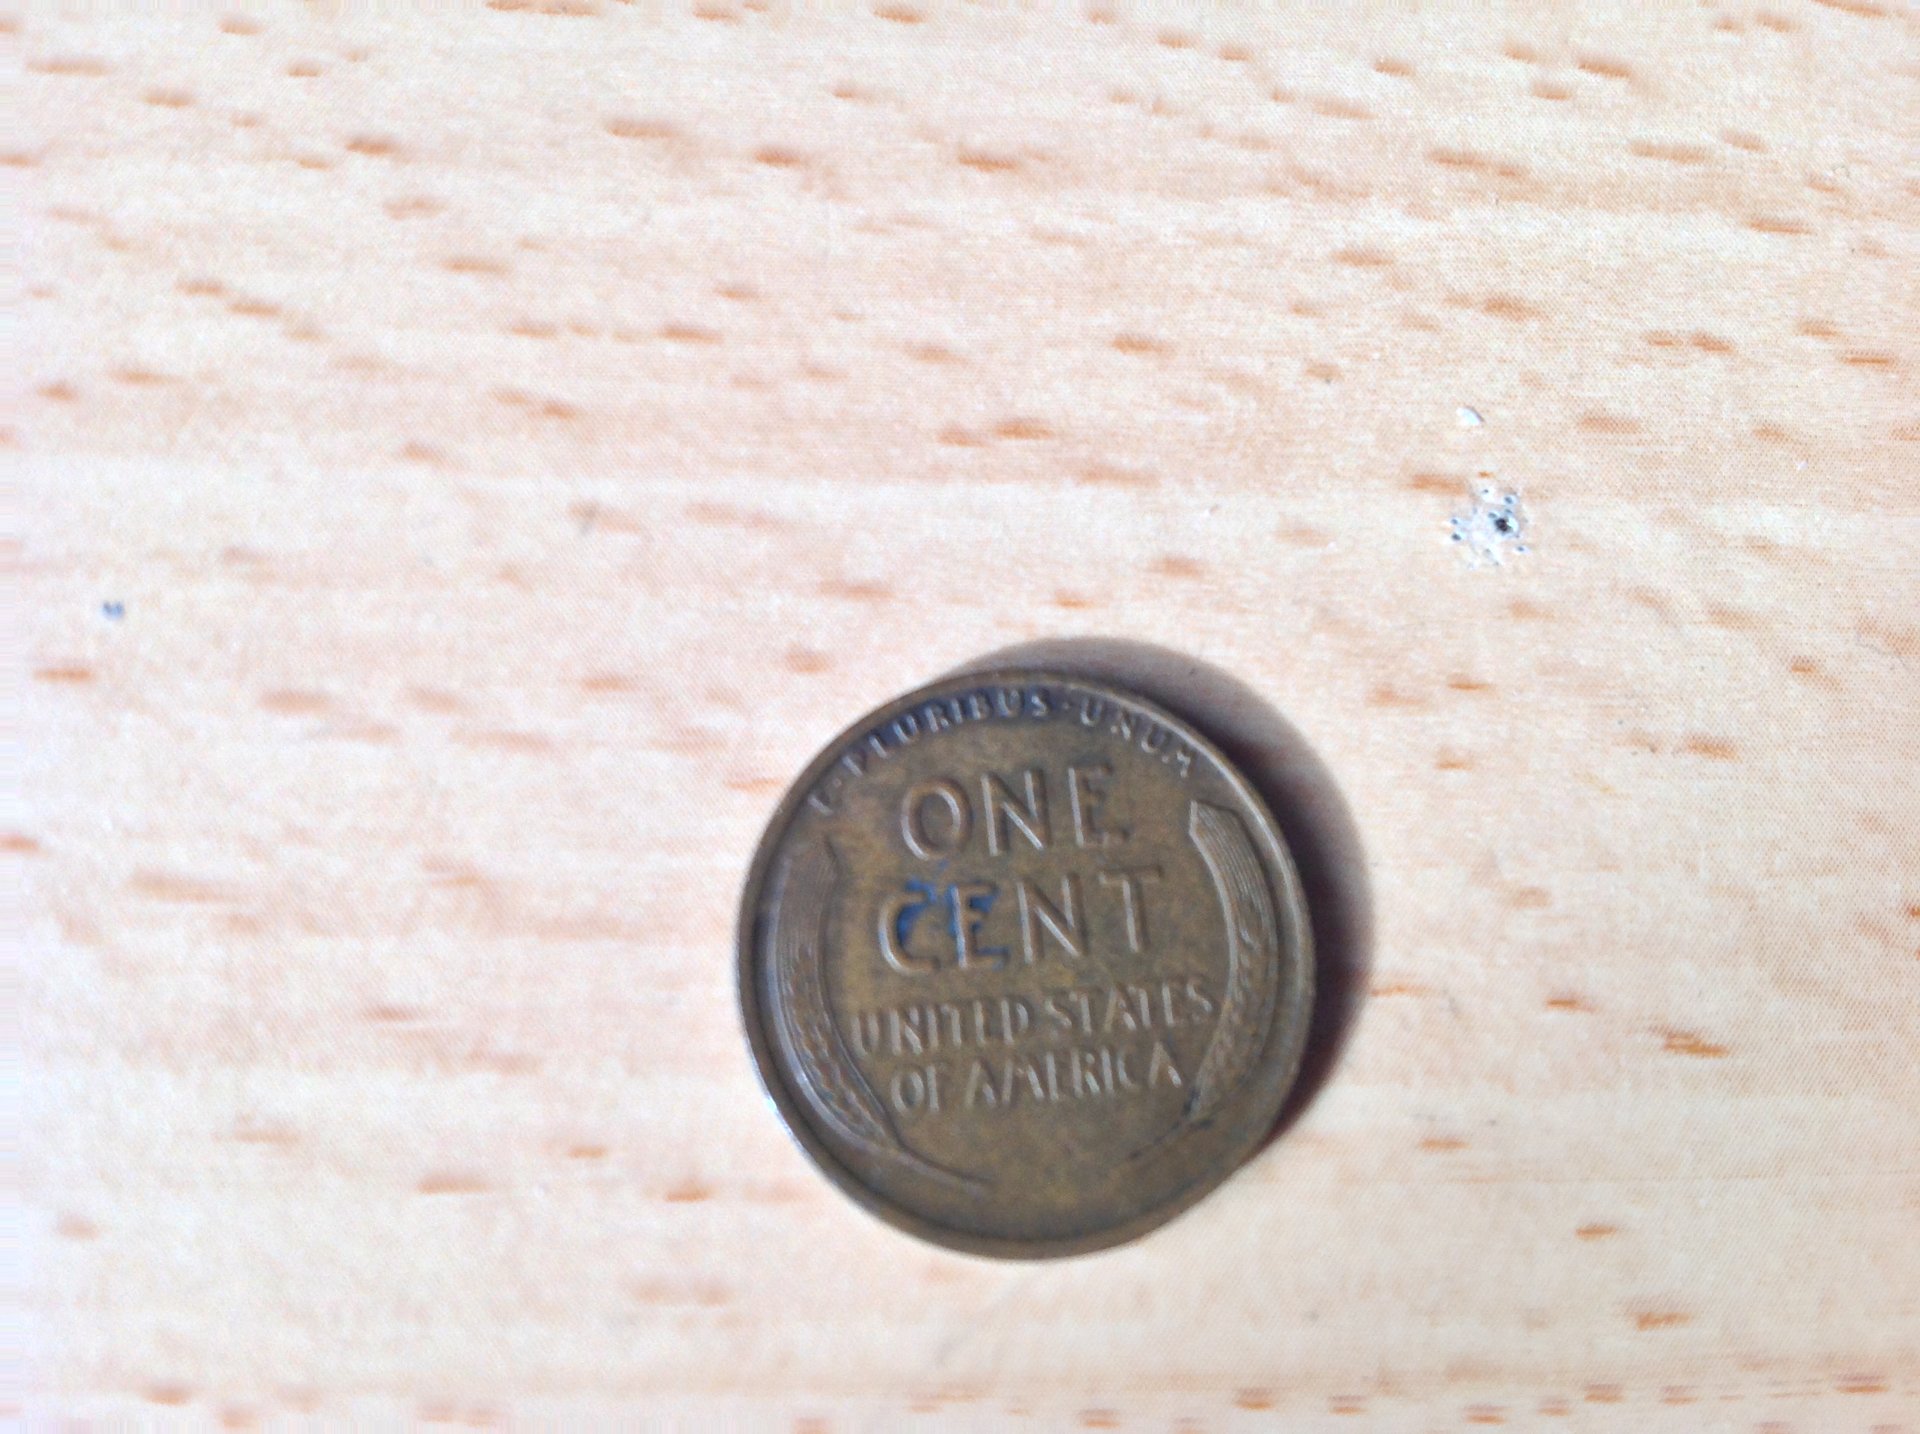 PLURIBUS · UNUM
ONE
CENT
UNITED STATES
OF AMERICA